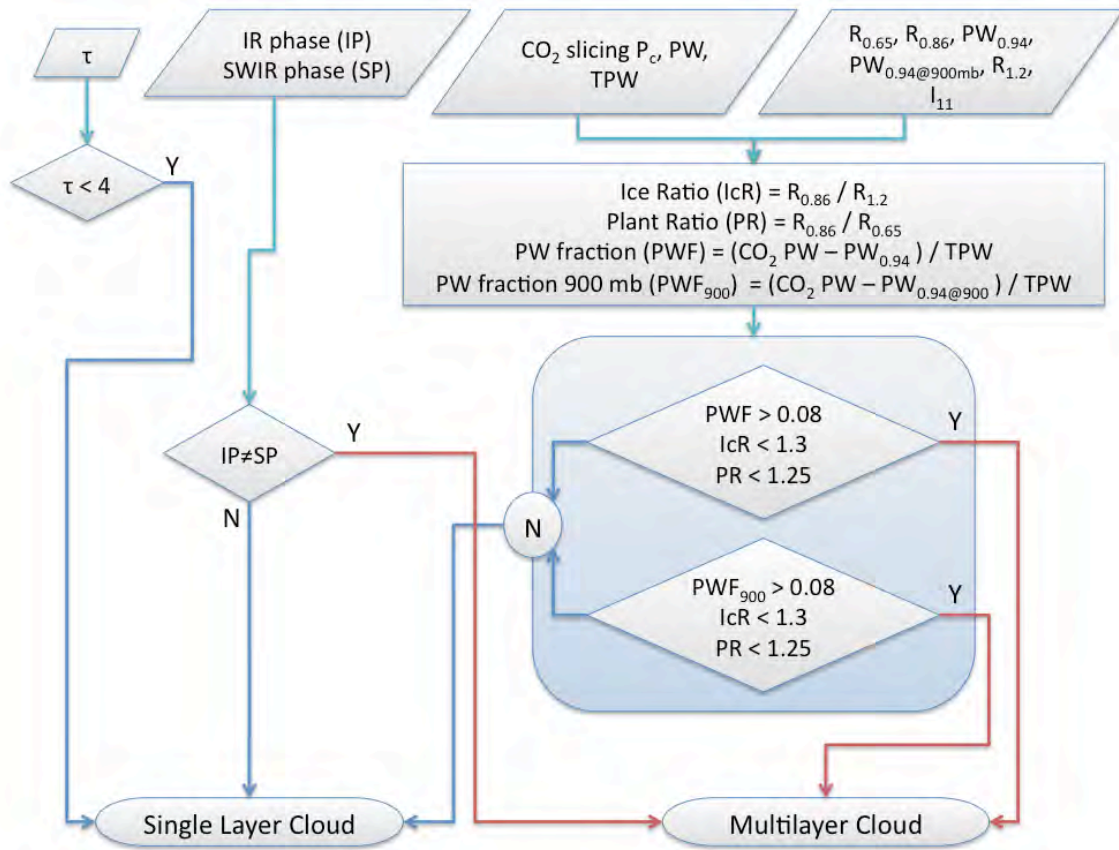 τ
IR phase (IP)
SWIR phase (SP)
CO₂ slicing P_c, PW,
TPW
R₀.₆₅, R₀.₈₆, PW₀.₉₄,
PW₀.₉₄@₉₀₀mb, R₁.₂,
I₁₁
τ < 4
Y
Ice Ratio (IcR) = R₀.₈₆ / R₁.₂
Plant Ratio (PR) = R₀.₈₆ / R₀.₆₅
PW fraction (PWF) = (CO₂ PW – PW₀.₉₄ ) / TPW
PW fraction 900 mb (PWF₉₀₀) = (CO₂ PW – PW₀.₉₄@₉₀₀ ) / TPW
IP≠SP
Y
N
PWF > 0.08
IcR < 1.3
PR < 1.25
Y
N
PWF₉₀₀ > 0.08
IcR < 1.3
PR < 1.25
Y
Single Layer Cloud
Multilayer Cloud